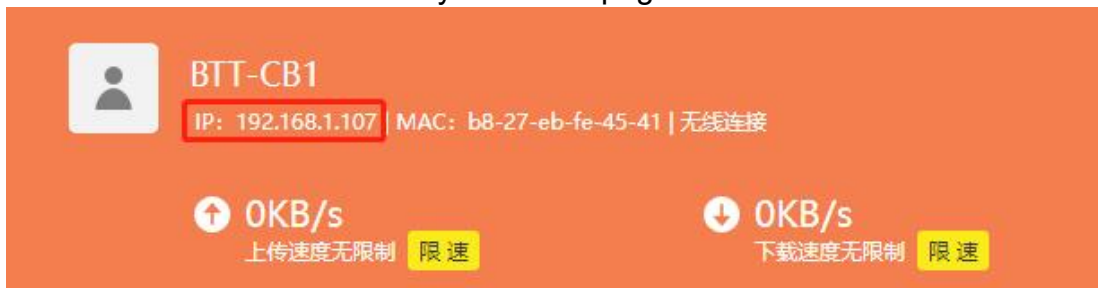 BTT-CB1
IP: 192.168.1.107 | MAC: b8-27-eb-fe-45-41 | 无线连接
0KB/s
上传速度无限制 限速
0KB/s
下载速度无限制 限速